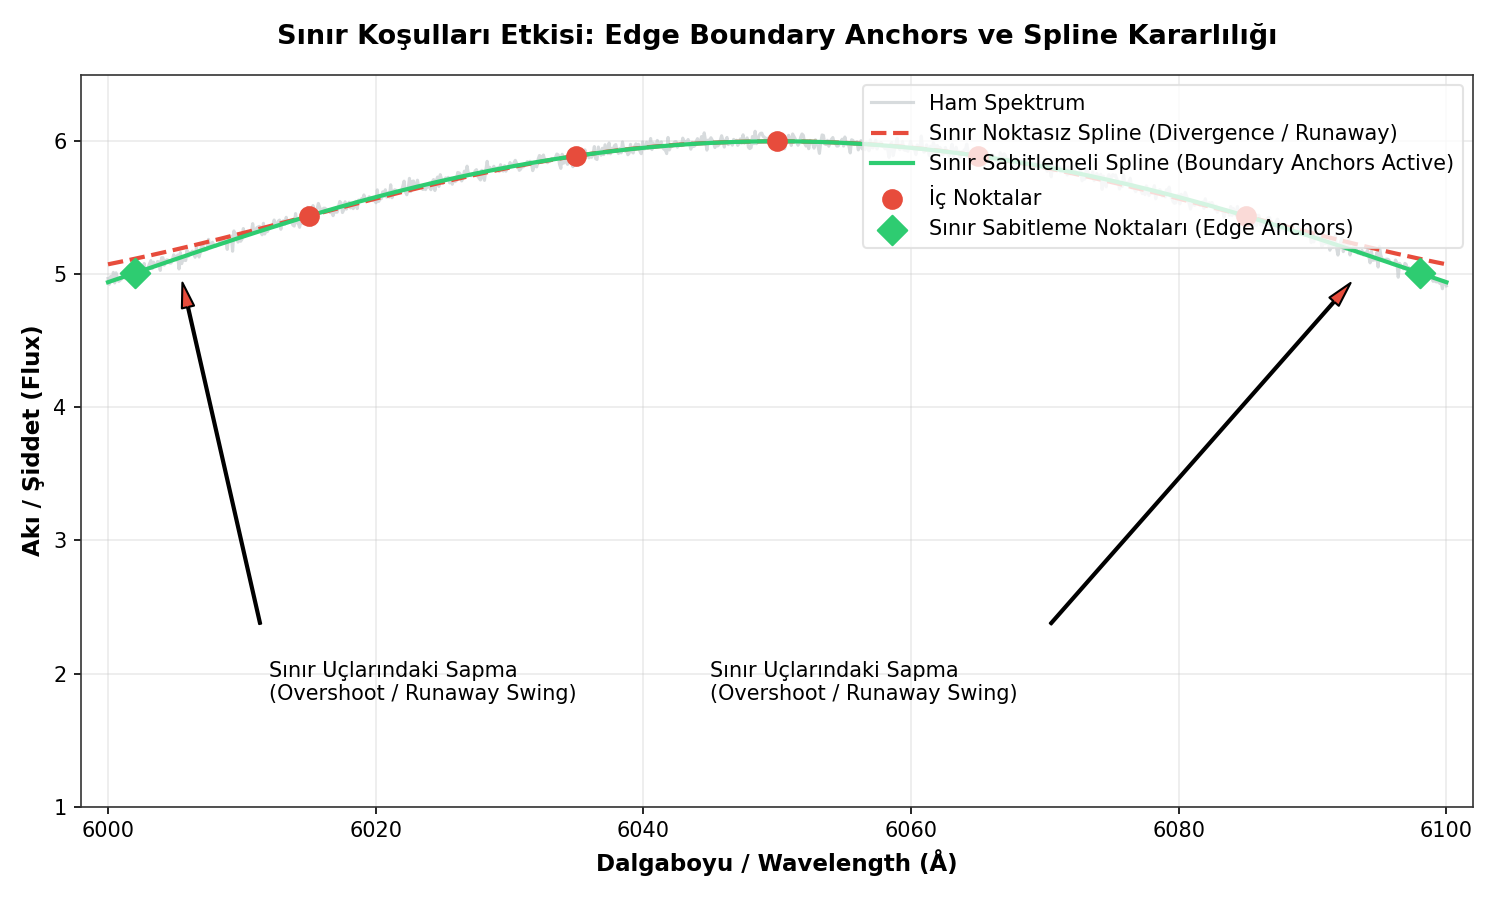 Sınır Koşulları Etkisi: Edge Boundary Anchors ve Spline Kararlılığı
Ham Spektrum
Sınır Noktasız Spline (Divergence / Runaway)
Sınır Sabitlemeli Spline (Boundary Anchors Active)
İç Noktalar
Sınır Sabitleme Noktaları (Edge Anchors)
6
5
4
3
2
1
Akı / Şiddet (Flux)
Sınır Uçlarındaki Sapma
(Overshoot / Runaway Swing)
Sınır Uçlarındaki Sapma
(Overshoot / Runaway Swing)
6000 6020 6040 6060 6080 6100
Dalgaboyu / Wavelength (Å)